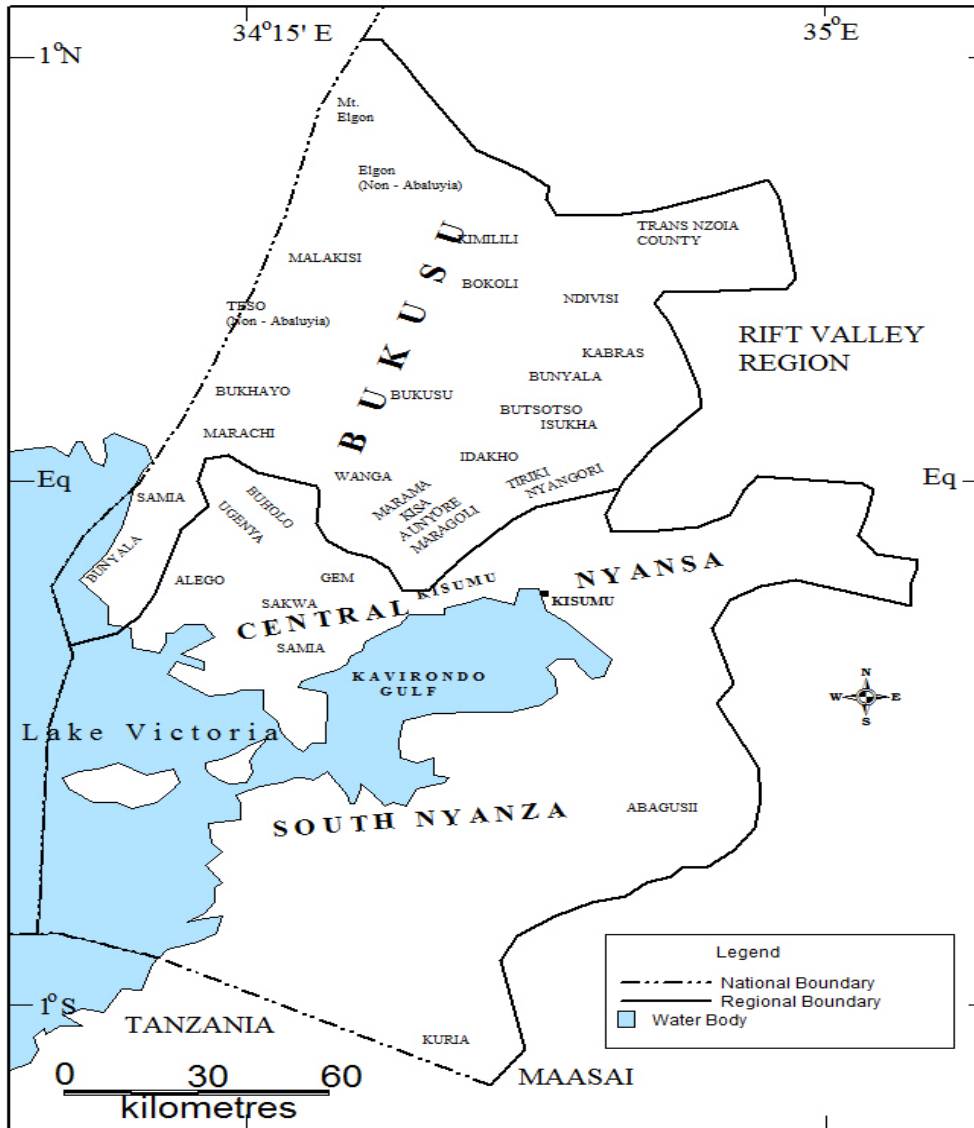 34°15' E
35°E
1°N
Mt.
Elgon
Elgon
(Non - Abaluyia)
KIMILILI
TRANS NZOIA
COUNTY
MALAKISI
BOKOLI
NDIVISI
TESO
(Non - Abaluyia)
BUKUSU
RIFT VALLEY
REGION
KABRAS
BUNYALA
BUKHAYO
BUKUSU
BUTSOTSO
ISUKHA
MARACHI
IDAKHO
WANGA
TIRIKI
NYANGORI
Eq
Eq
SAMIA
BUHOLO
UGENYA
MARAMA
KISA
AUNYORE
MARAGOLI
BUNYALA
ALEGO
GEM
KISUMU
CENTRAL NYANSA
SAKWA
KISUMU
SAMIA
KAVIRONDO
GULF
N
W E
S
Lake Victoria
ABAGUSII
SOUTH NYANZA
Legend
National Boundary
Regional Boundary
Water Body
1°S
TANZANIA
KURIA
MAASAI
0 30 60
kilometres